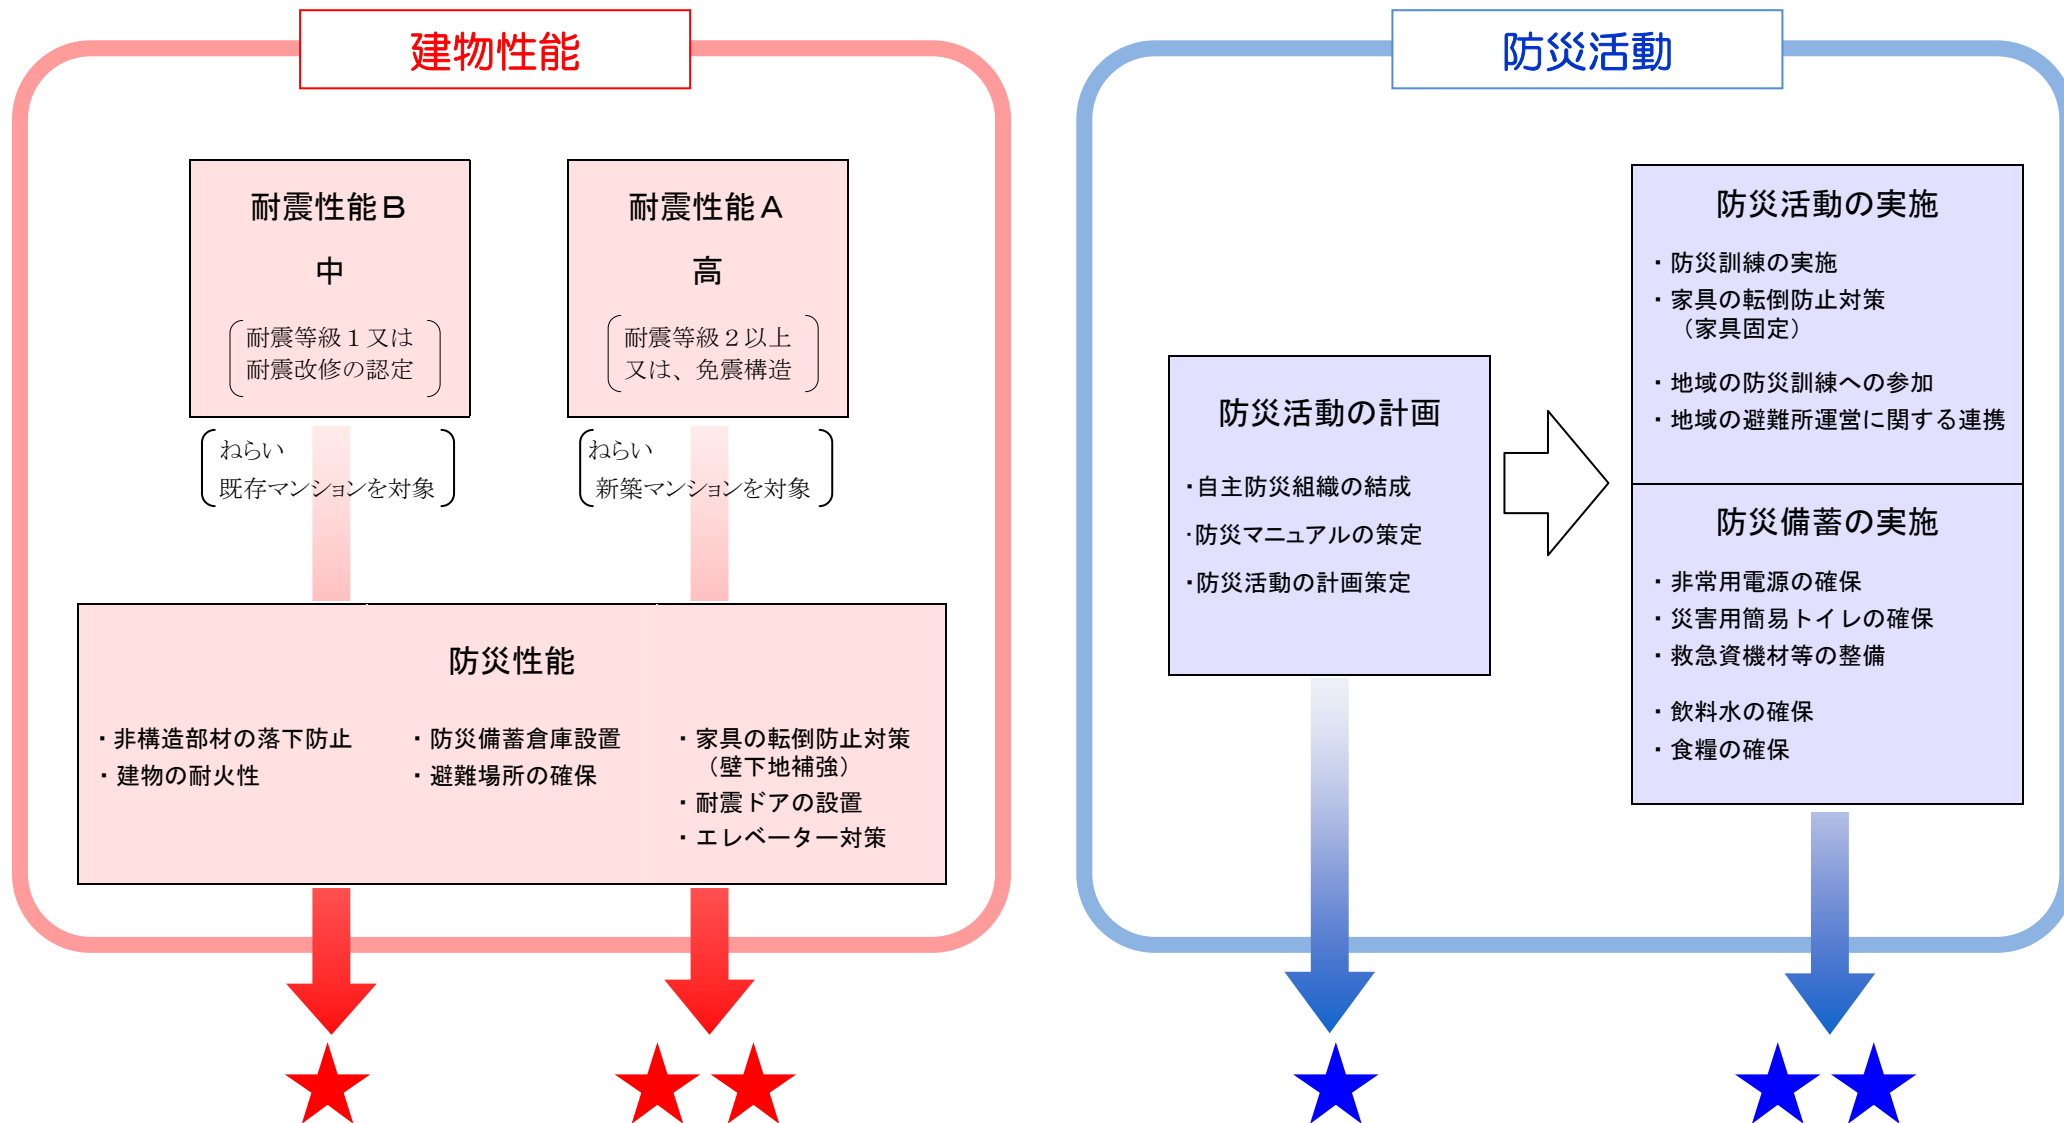 建物性能
耐震性能Ｂ
中
耐震等級１又は
耐震改修の認定
ねらい
既存マンションを対象
耐震性能Ａ
高
耐震等級２以上
又は、免震構造
ねらい
新築マンションを対象
防災性能
・非構造部材の落下防止
・建物の耐火性
・防災備蓄倉庫設置
・避難場所の確保
・家具の転倒防止対策
（壁下地補強）
・耐震ドアの設置
・エレベーター対策
防災活動
防災活動の計画
・自主防災組織の結成
・防災マニュアルの策定
・防災活動の計画策定
防災活動の実施
・防災訓練の実施
・家具の転倒防止対策
（家具固定）
・地域の防災訓練への参加
・地域の避難所運営に関する連携
防災備蓄の実施
・非常用電源の確保
・災害用簡易トイレの確保
・救急資機材等の整備
・飲料水の確保
・食糧の確保